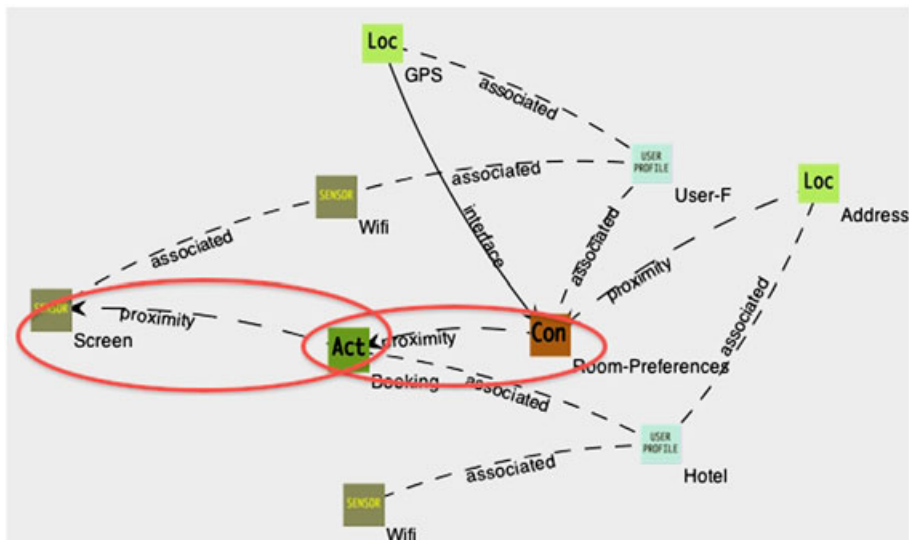 Loc
GPS
associated
USER
PROFILE
User-F
Loc
Address
associated
SENSOR
Wifi
associated
associated
interface
proximity
associated
SENSOR
Screen
proximity
Act
Booking
proximity
Con
Room-Preferences
associated
USER
PROFILE
Hotel
associated
SENSOR
Wifi